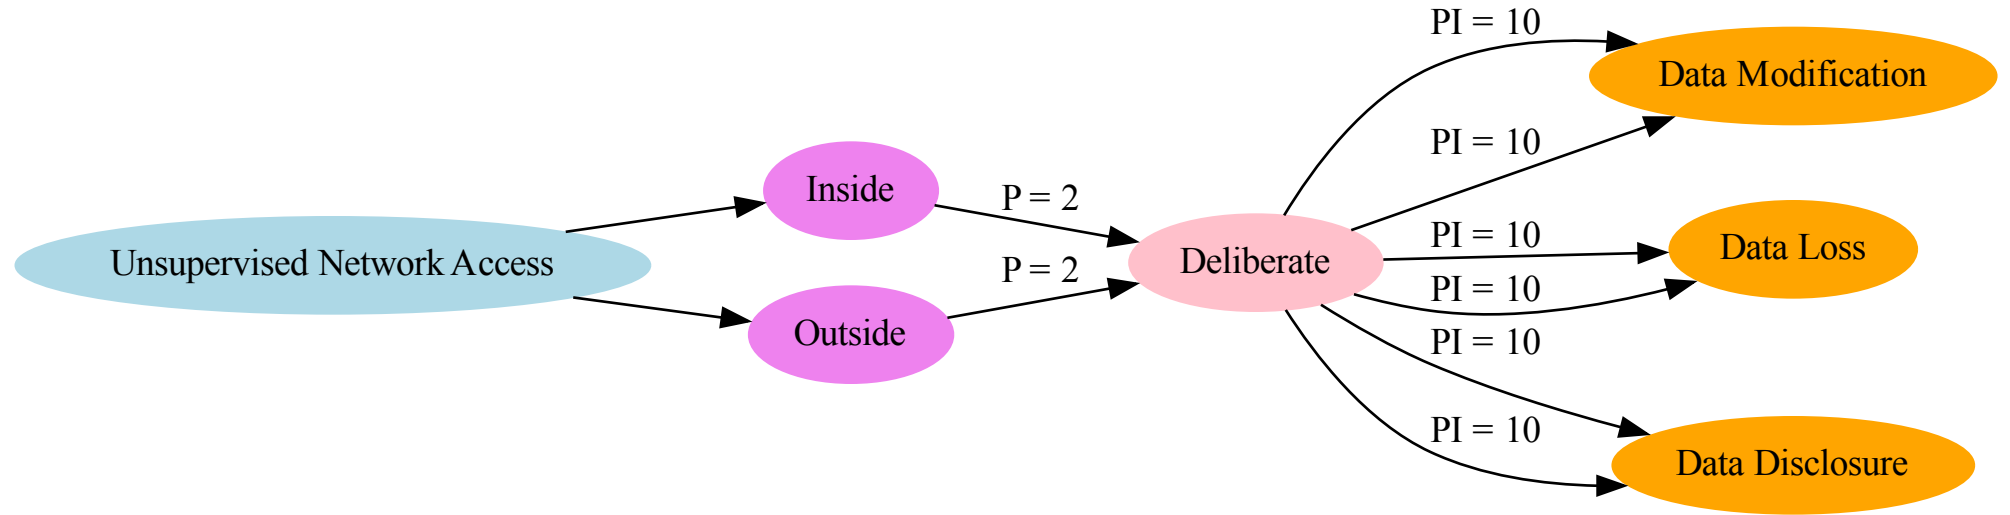 Unsupervised Network Access
Inside
Outside
P = 2
P = 2
Deliberate
PI = 10
PI = 10
PI = 10
PI = 10
PI = 10
PI = 10
Data Modification
Data Loss
Data Disclosure